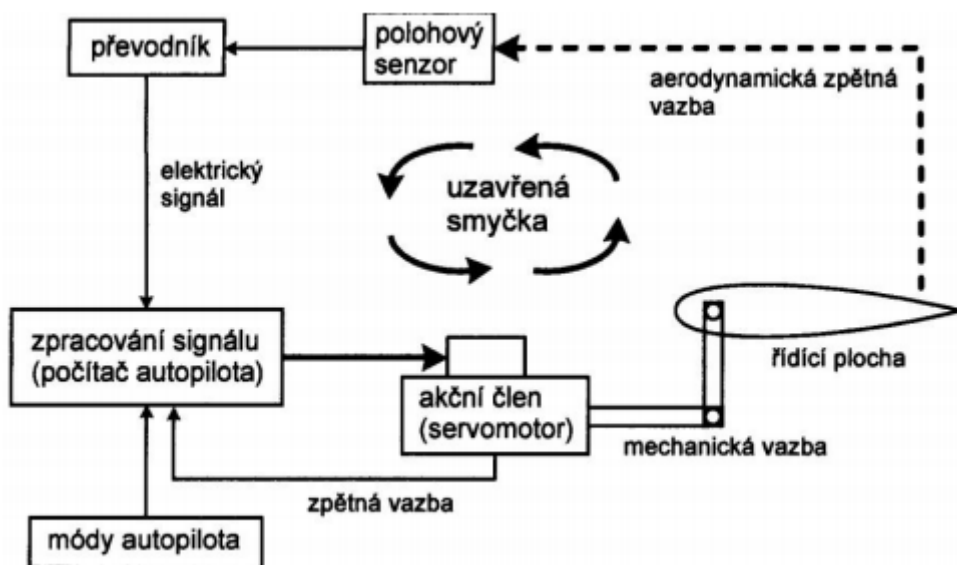 převodník
polohový
senzor
aerodynamická zpětná
vazba
elektrický
signál
uzavřená
smyčka
zpracování signálu
(počítač autopilota)
akční člen
(servomotor)
řídící plocha
mechanická vazba
zpětná vazba
módy autopilota